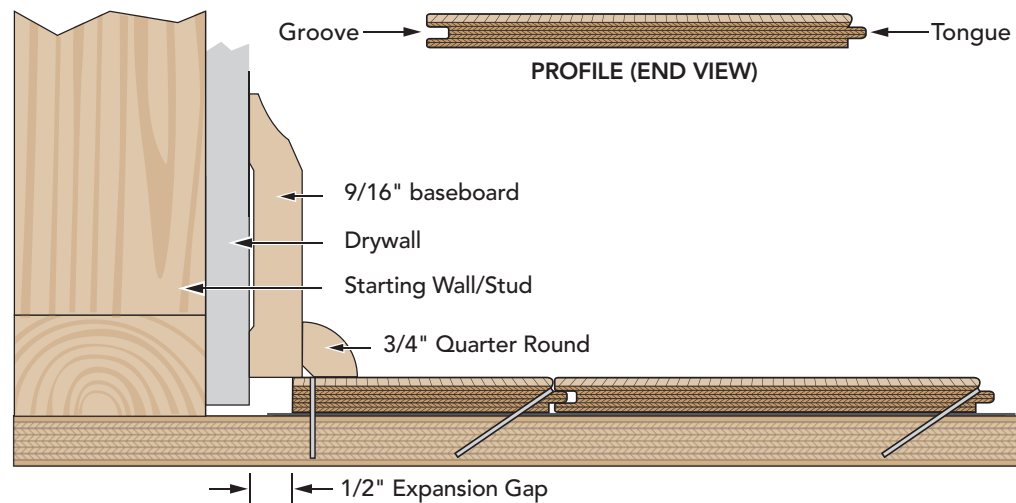 Groove
Tongue
PROFILE (END VIEW)
9/16" baseboard
Drywall
Starting Wall/Stud
3/4" Quarter Round
1/2" Expansion Gap